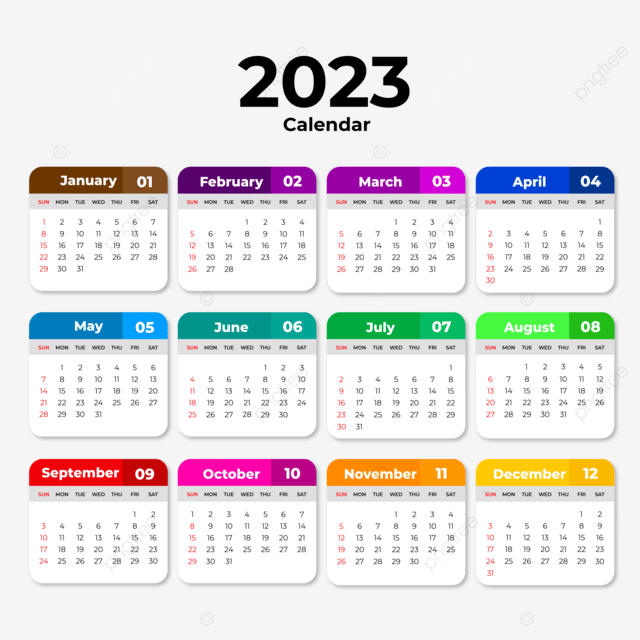 2023
Calendar
January 01
SUN MON TUE WED THU FRI SAT
1 2 3 4 5 6 7
8 9 10 11 12 13 14
15 16 17 18 19 20 21
22 23 24 25 26 27 28
29 30 31
February 02
SUN MON TUE WED THU FRI SAT
1 2 3 4
5 6 7 8 9 10 11
12 13 14 15 16 17 18
19 20 21 22 23 24 25
26 27 28
March 03
SUN MON TUE WED THU FRI SAT
1 2 3 4
5 6 7 8 9 10 11
12 13 14 15 16 17 18
19 20 21 22 23 24 25
26 27 28 29 30 31
April 04
SUN MON TUE WED THU FRI SAT
1
2 3 4 5 6 7 8
9 10 11 12 13 14 15
16 17 18 19 20 21 22
23 24 25 26 27 28 29
30
May 05
SUN MON TUE WED THU FRI SAT
1 2 3 4 5 6
7 8 9 10 11 12 13
14 15 16 17 18 19 20
21 22 23 24 25 26 27
28 29 30 31
June 06
SUN MON TUE WED THU FRI SAT
1 2 3
4 5 6 7 8 9 10
11 12 13 14 15 16 17
18 19 20 21 22 23 24
25 26 27 28 29 30
July 07
SUN MON TUE WED THU FRI SAT
1
2 3 4 5 6 7 8
9 10 11 12 13 14 15
16 17 18 19 20 21 22
23 24 25 26 27 28 29
30 31
August 08
SUN MON TUE WED THU FRI SAT
1 2 3 4 5
6 7 8 9 10 11 12
13 14 15 16 17 18 19
20 21 22 23 24 25 26
27 28 29 30 31
September 09
SUN MON TUE WED THU FRI SAT
1 2
3 4 5 6 7 8 9
10 11 12 13 14 15 16
17 18 19 20 21 22 23
24 25 26 27 28 29 30
October 10
SUN MON TUE WED THU FRI SAT
1 2 3 4 5 6 7
8 9 10 11 12 13 14
15 16 17 18 19 20 21
22 23 24 25 26 27 28
29 30 31
November 11
SUN MON TUE WED THU FRI SAT
1 2 3 4
5 6 7 8 9 10 11
12 13 14 15 16 17 18
19 20 21 22 23 24 25
26 27 28 29 30
December 12
SUN MON TUE WED THU FRI SAT
1 2
3 4 5 6 7 8 9
10 11 12 13 14 15 16
17 18 19 20 21 22 23
24 25 26 27 28 29 30
31
pngtree